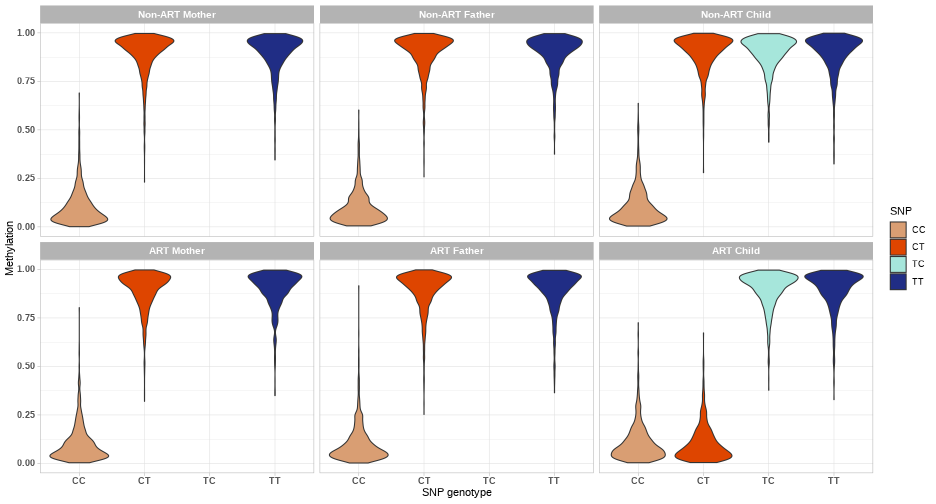 Non-ART Mother Non-ART Father Non-ART Child
1.00
0.75
0.50
0.25
0.00
ART Mother ART Father ART Child
1.00
0.75
0.50
0.25
0.00
CC CT TC TT CC CT TC TT CC CT TC TT
SNP genotype
Methylation
SNP
CC
CT
TC
TT